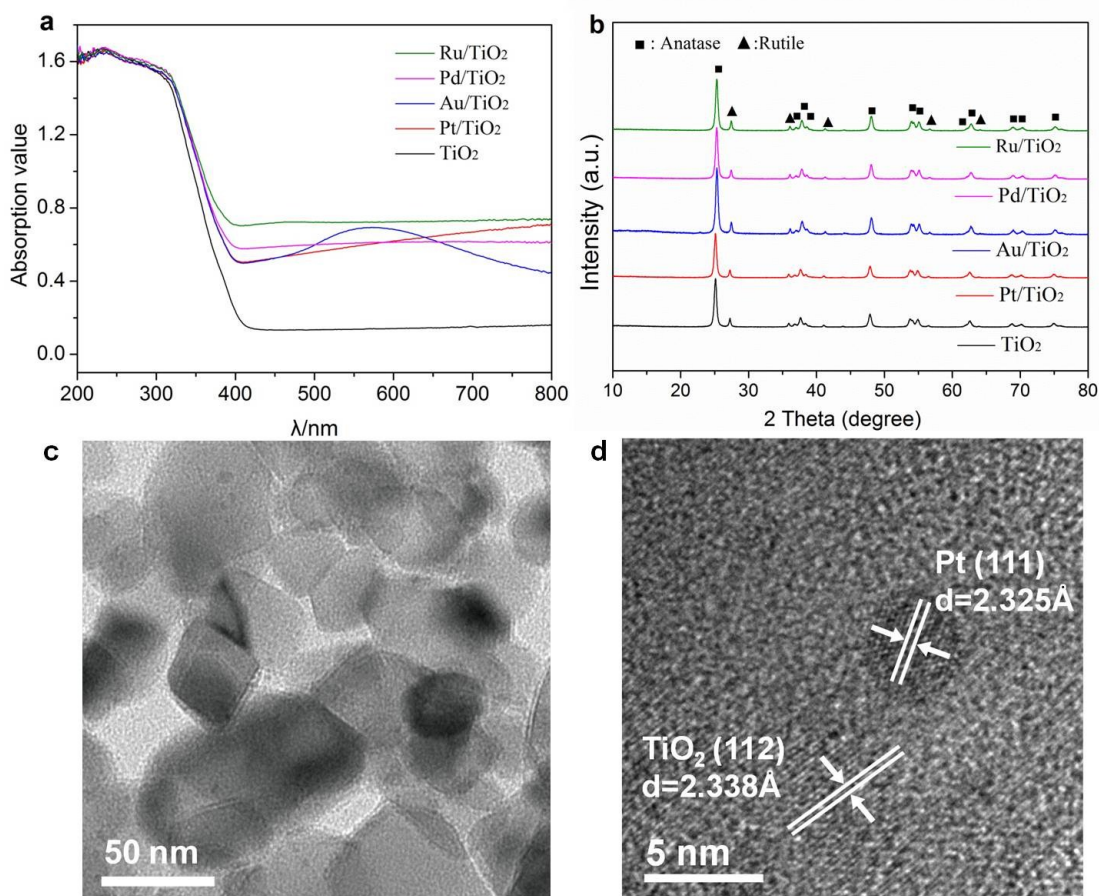 a
1.6
1.2
0.8
0.4
0.0
Absorption value
Ru/TiO₂
Pd/TiO₂
Au/TiO₂
Pt/TiO₂
TiO₂
200 300 400 500 600 700 800
λ/nm
b
■ : Anatase ▲:Rutile
Intensity (a.u.)
Ru/TiO₂
Pd/TiO₂
Au/TiO₂
Pt/TiO₂
TiO₂
10 20 30 40 50 60 70 80
2 Theta (degree)
c
50 nm
d
Pt (111)
d=2.325Å
TiO₂ (112)
d=2.338Å
5 nm